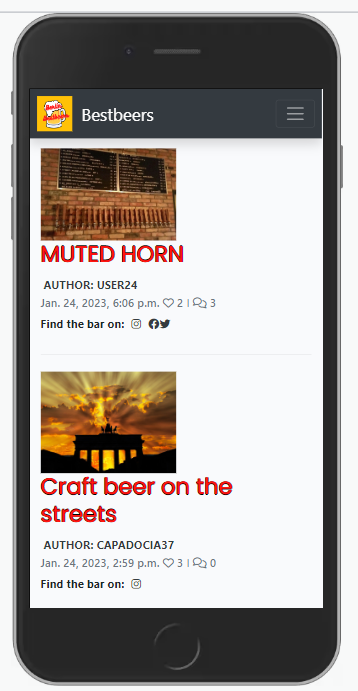 Bestbeers
MUTED HORN
AUTHOR: USER24
Jan. 24, 2023, 6:06 p.m. 2 | 3
Find the bar on:
Craft beer on the
streets
AUTHOR: CAPADOCIA37
Jan. 24, 2023, 2:59 p.m. 3 | 0
Find the bar on: